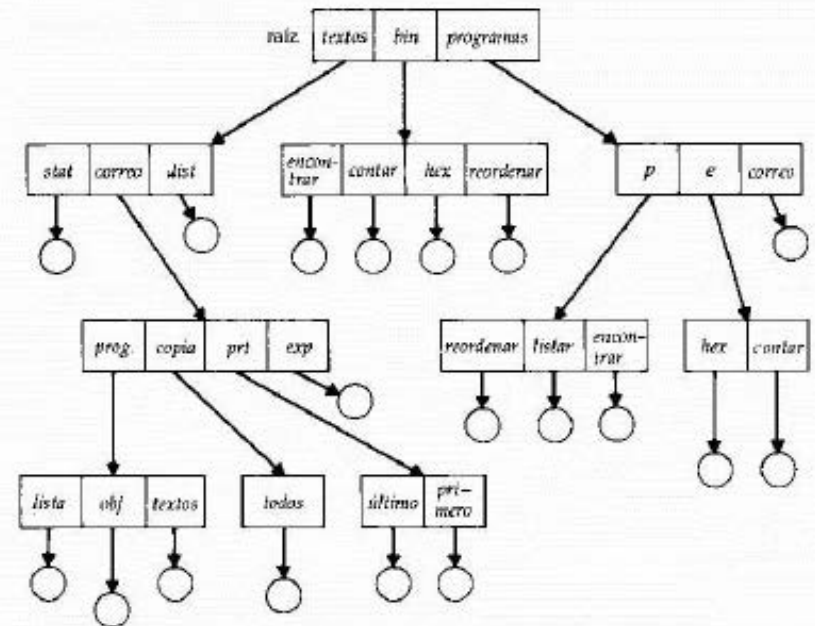 raíz textos bin programas
stat correo dist
encon-
trar contar hex reordenar
p e correo
prog. copia pri exp
reordenar listar encon-
trar
hex contar
lista obj textos
todos
último pri-
mero